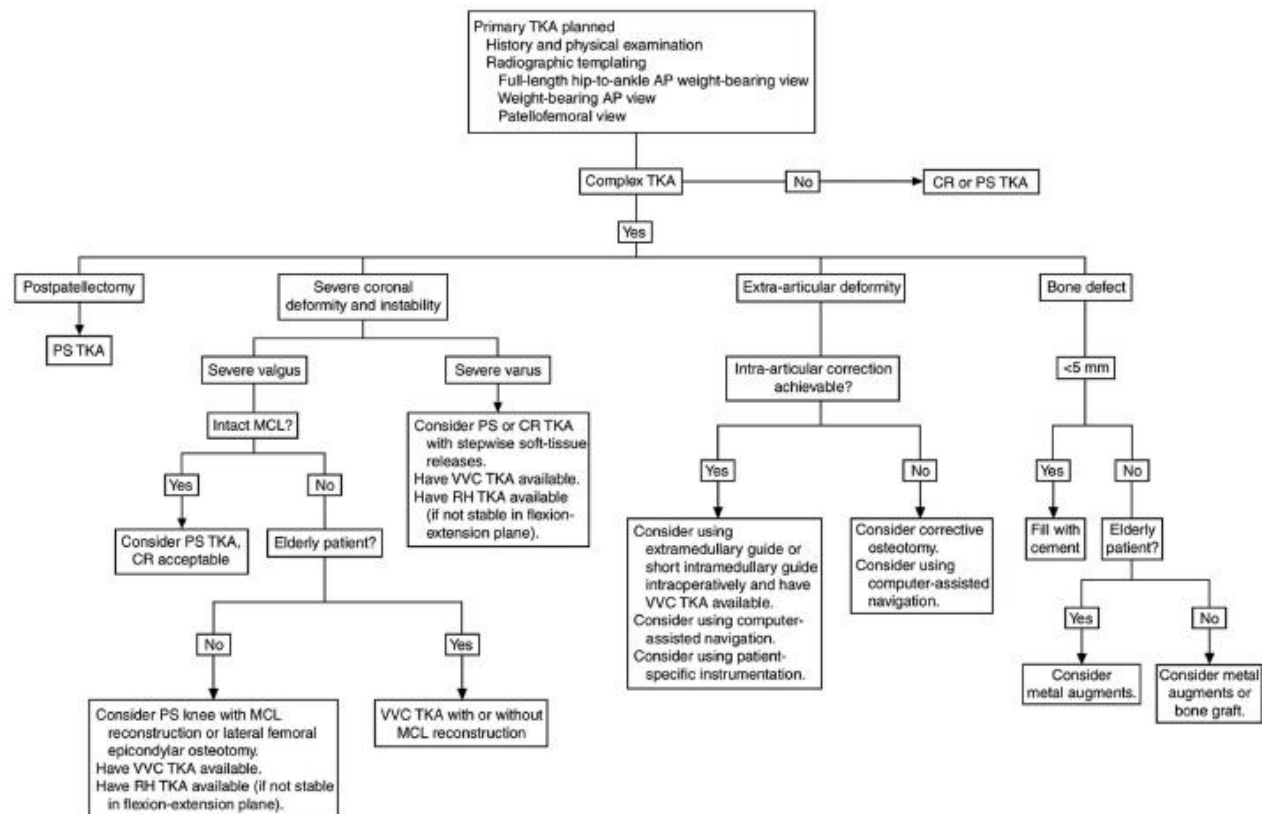 Primary TKA planned
History and physical examination
Radiographic templating
Full-length hip-to-ankle AP weight-bearing view
Weight-bearing AP view
Patellofemoral view
Complex TKA
No
CR or PS TKA
Yes
Postpatellectomy
PS TKA
Severe coronal
deformity and instability
Severe valgus
Intact MCL?
Yes
Consider PS TKA,
CR acceptable
No
Elderly patient?
No
Consider PS knee with MCL
reconstruction or lateral femoral
epicondylar osteotomy.
Have VVC TKA available.
Have RH TKA available (if not stable
in flexion-extension plane).
Yes
VVC TKA with or without
MCL reconstruction
Severe varus
Consider PS or CR TKA
with stepwise soft-tissue
releases.
Have VVC TKA available.
Have RH TKA available
(if not stable in flexion-
extension plane).
Extra-articular deformity
Intra-articular correction
achievable?
Yes
Consider using
extramedullary guide or
short intramedullary guide
intraoperatively and have
VVC TKA available.
Consider using computer-
assisted navigation.
Consider using patient-
specific instrumentation.
No
Consider corrective
osteotomy.
Consider using
computer-assisted
navigation.
Bone defect
<5 mm
Yes
Fill with
cement
No
Elderly
patient?
Yes
Consider
metal augments.
No
Consider metal
augments or
bone graft.